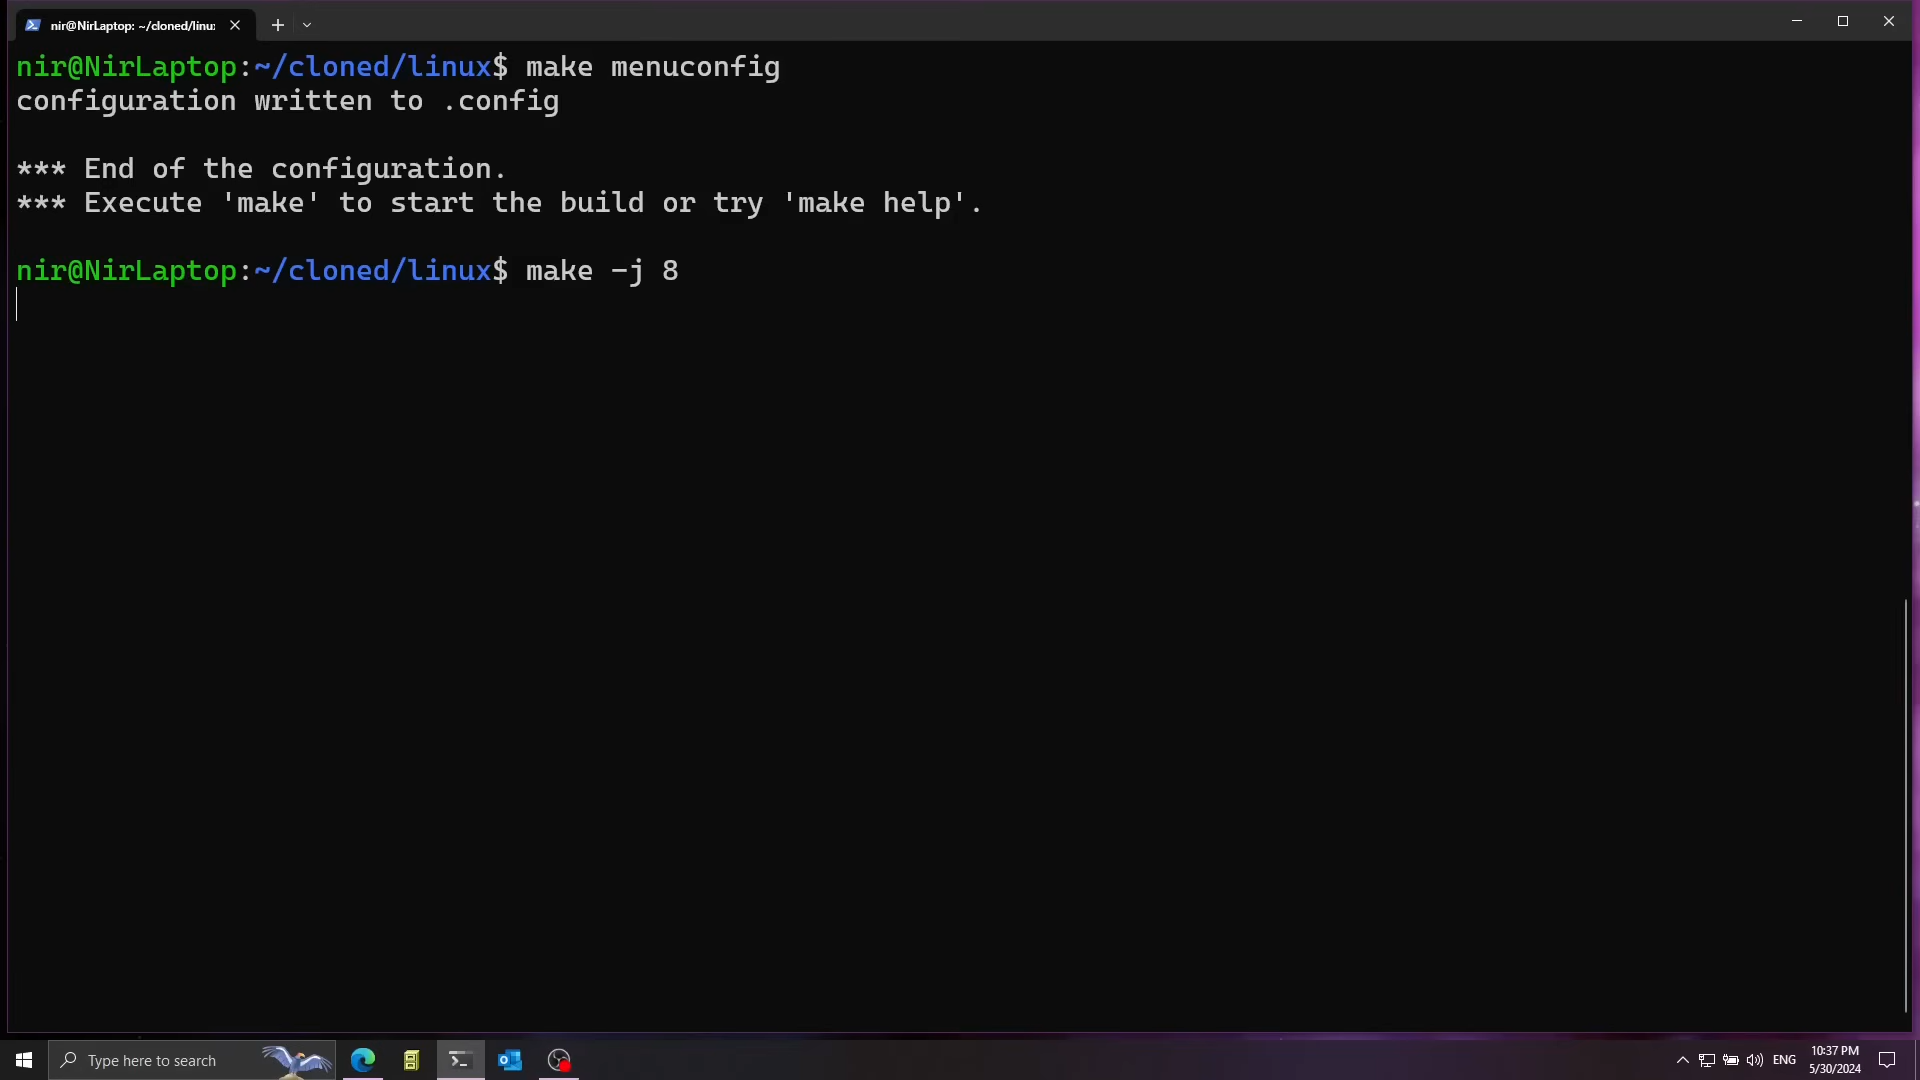 nir@NirLaptop: ~/cloned/linux
nir@NirLaptop:~/cloned/linux$ make menuconfig
configuration written to .config
*** End of the configuration.
*** Execute 'make' to start the build or try 'make help'.
nir@NirLaptop:~/cloned/linux$ make -j 8
Type here to search
ENG
10:37 PM
5/30/2024